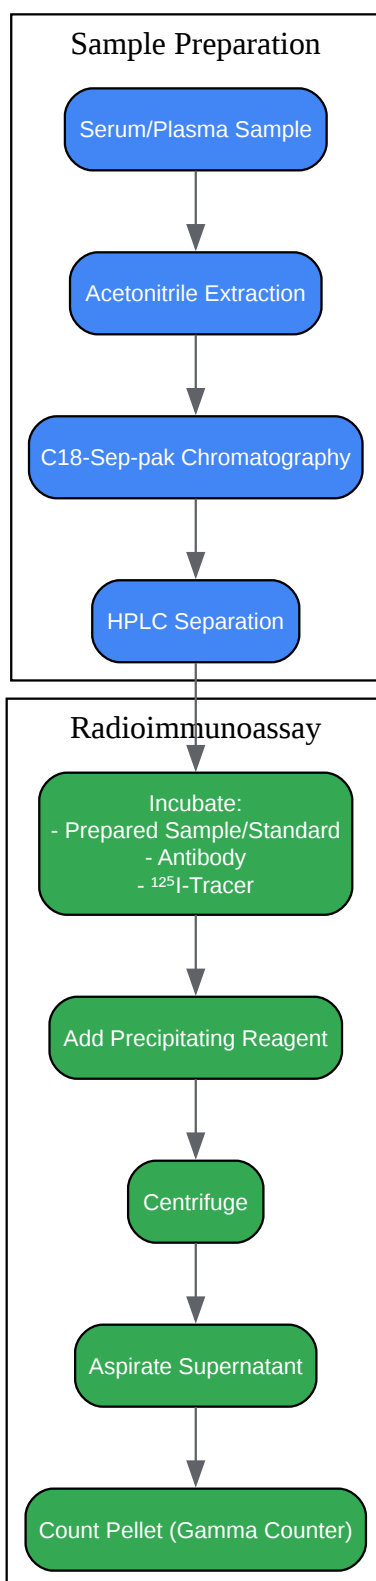 Sample Preparation
Serum/Plasma Sample
Acetonitrile Extraction
C18-Sep-pak Chromatography
HPLC Separation
Radioimmunoassay
Incubate:
- Prepared Sample/Standard
- Antibody
- ¹²⁵I-Tracer
Add Precipitating Reagent
Centrifuge
Aspirate Supernatant
Count Pellet (Gamma Counter)